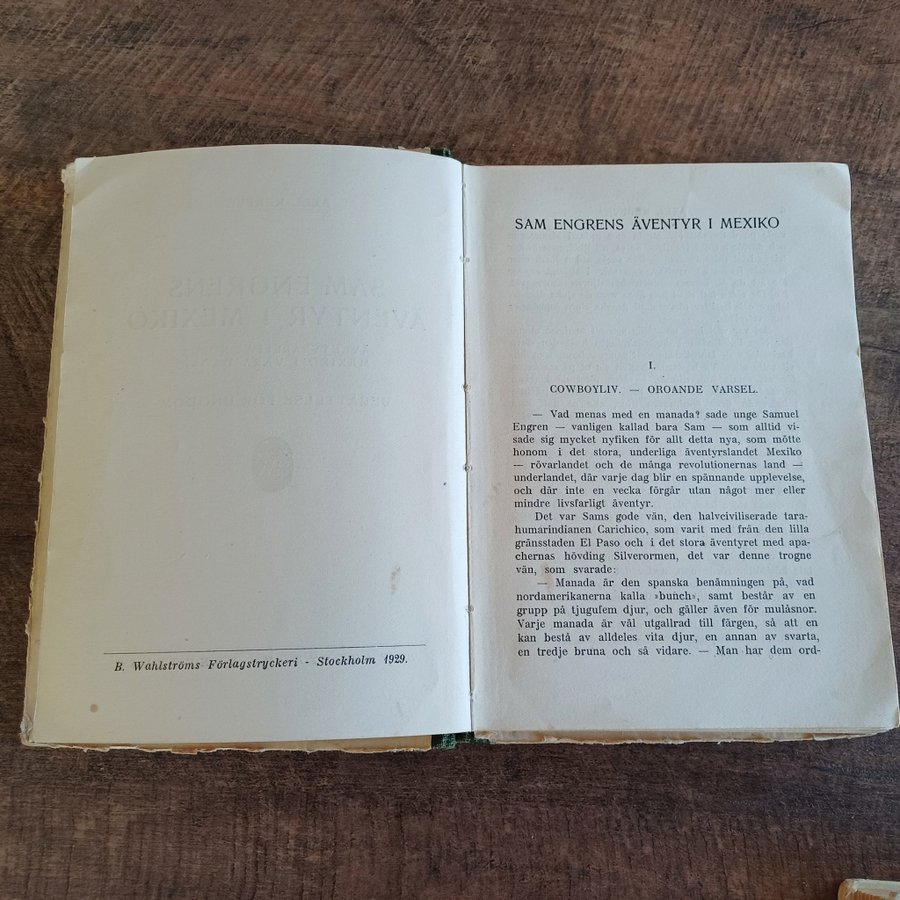 B. Wahlströms Förlagstryckeri - Stockholm 1929.
SAM ENGRENS ÄVENTYR I MEXIKO
I.
COWBOYLIV. — OROANDE VARSEL.
— Vad menas med en manada? sade unge Samuel
Engren — vanligen kallad bara Sam — som alltid vi-
sade sig mycket nyfiken för allt detta nya, som mötte
honom i det stora, underliga äventyrslandet Mexiko
— rövarlandet och de många revolutionernas land —
underlandet, där varje dag blir en spännande upplevelse,
och där inte en vecka förgår utan något mer eller
mindre livsfarligt äventyr.
Det var Sams gode vän, den halvciviliserade tara-
humarindianen Carichico, som varit med från den lilla
gränsstaden El Paso och i det stora äventyret med apa-
chernas hövding Silverormen, det var denne trogne
vän, som svarade:
— Manada är den spanska benämningen på, vad
nordamerikanerna kalla »bunch», samt består av en
grupp på tjugufem djur, och gäller även för mulåsnor.
Varje manada är väl utgallrad till färgen, så att en
kan bestå av alldeles vita djur, en annan av svarta,
en tredje bruna och så vidare. — Man har dem ord-